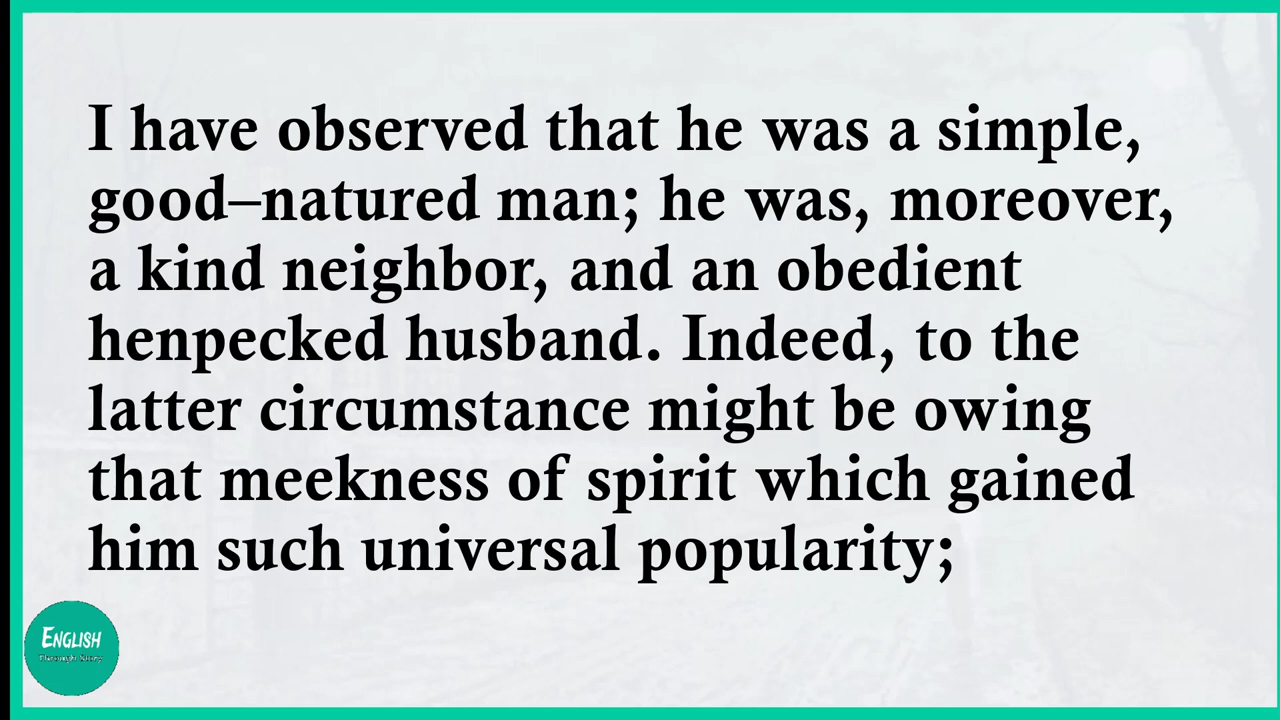 I have observed that he was a simple,
good–natured man; he was, moreover,
a kind neighbor, and an obedient
henpecked husband. Indeed, to the
latter circumstance might be owing
that meekness of spirit which gained
him such universal popularity;
ENGLISH
Through Story